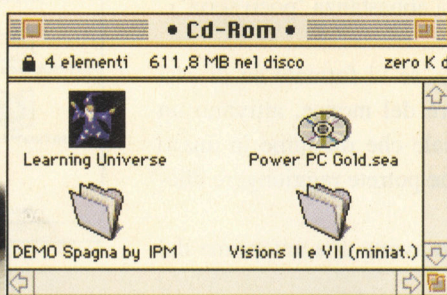 • Cd-Rom •
4 elementi 611,8 MB nel disco zero K d
Learning Universe
Power PC Gold.sea
DEMO Spagna by IPM
Visions II e VII (miniat.)